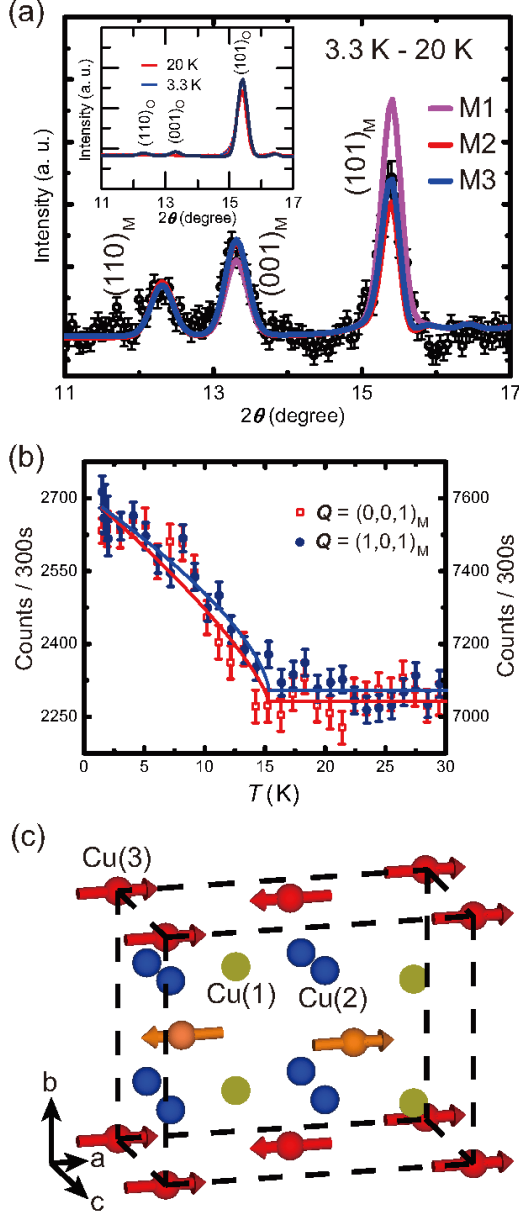 (a)
3.3 K - 20 K
20 K
3.3 K
(110)O
(001)O
(101)O
Intensity (a. u.)
11 13 15 17
2θ (degree)
M1
M2
M3
(110)M
(001)M
(101)M
Intensity (a. u.)
11 13 15 17
2θ (degree)
(b)
2700
2550
2400
2250
7600
7400
7200
7000
Q = (0,0,1)M
Q = (1,0,1)M
Counts / 300s
Counts / 300s
0 5 10 15 20 25 30
T (K)
(c)
Cu(3)
Cu(1)
Cu(2)
b
a
c